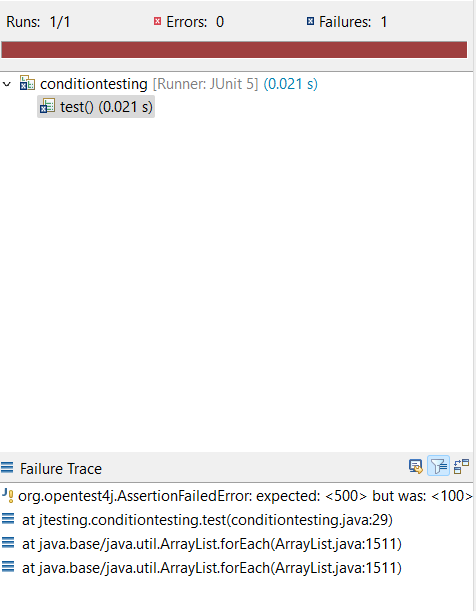 Runs: 1/1 Errors: 0 Failures: 1
conditiontesting [Runner: JUnit 5] (0.021 s)
test() (0.021 s)
Failure Trace
org.opentest4j.AssertionFailedError: expected: <500> but was: <100>
at jtesting.conditiontesting.test(conditiontesting.java:29)
at java.base/java.util.ArrayList.forEach(ArrayList.java:1511)
at java.base/java.util.ArrayList.forEach(ArrayList.java:1511)